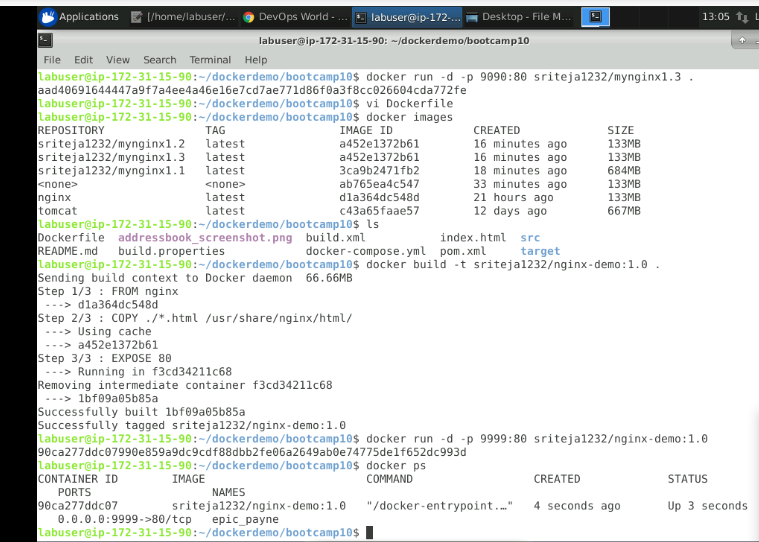 Applications [/home/labuser/... DevOps World - ... labuser@ip-172-... Desktop - File M... 13:05
labuser@ip-172-31-15-90: ~/dockerdemo/bootcamp10
File Edit View Search Terminal Help
labuser@ip-172-31-15-90:~/dockerdemo/bootcamp10$ docker run -d -p 9090:80 sriteja1232/mynginx1.3 .
aad40691644447a9f7a4ee4a46e16e7cd7ae771d86f0a3f8cc026604cda772fe
labuser@ip-172-31-15-90:~/dockerdemo/bootcamp10$ vi Dockerfile
labuser@ip-172-31-15-90:~/dockerdemo/bootcamp10$ docker images
REPOSITORY TAG IMAGE ID CREATED SIZE
sriteja1232/mynginx1.2 latest a452e1372b61 16 minutes ago 133MB
sriteja1232/mynginx1.3 latest a452e1372b61 16 minutes ago 133MB
sriteja1232/mynginx1.1 latest 3ca9b2471fb2 18 minutes ago 684MB
<none> <none> ab765ea4c547 33 minutes ago 133MB
nginx latest d1a364dc548d 21 hours ago 133MB
tomcat latest c43a65faae57 12 days ago 667MB
labuser@ip-172-31-15-90:~/dockerdemo/bootcamp10$ ls
Dockerfile addressbook_screenshot.png build.xml index.html src
README.md build.properties docker-compose.yml pom.xml target
labuser@ip-172-31-15-90:~/dockerdemo/bootcamp10$ docker build -t sriteja1232/nginx-demo:1.0 .
Sending build context to Docker daemon 66.66MB
Step 1/3 : FROM nginx
---> d1a364dc548d
Step 2/3 : COPY ./*.html /usr/share/nginx/html/
---> Using cache
---> a452e1372b61
Step 3/3 : EXPOSE 80
---> Running in f3cd34211c68
Removing intermediate container f3cd34211c68
---> 1bf09a05b85a
Successfully built 1bf09a05b85a
Successfully tagged sriteja1232/nginx-demo:1.0
labuser@ip-172-31-15-90:~/dockerdemo/bootcamp10$ docker run -d -p 9999:80 sriteja1232/nginx-demo:1.0
90ca277ddc07990e859a9dc9cdf88dbb2fe06a2649ab0e74775de1f652dc993d
labuser@ip-172-31-15-90:~/dockerdemo/bootcamp10$ docker ps
CONTAINER ID IMAGE COMMAND CREATED STATUS
PORTS NAMES
90ca277ddc07 sriteja1232/nginx-demo:1.0 "/docker-entrypoint.…" 4 seconds ago Up 3 seconds
0.0.0.0:9999->80/tcp epic_payne
labuser@ip-172-31-15-90:~/dockerdemo/bootcamp10$